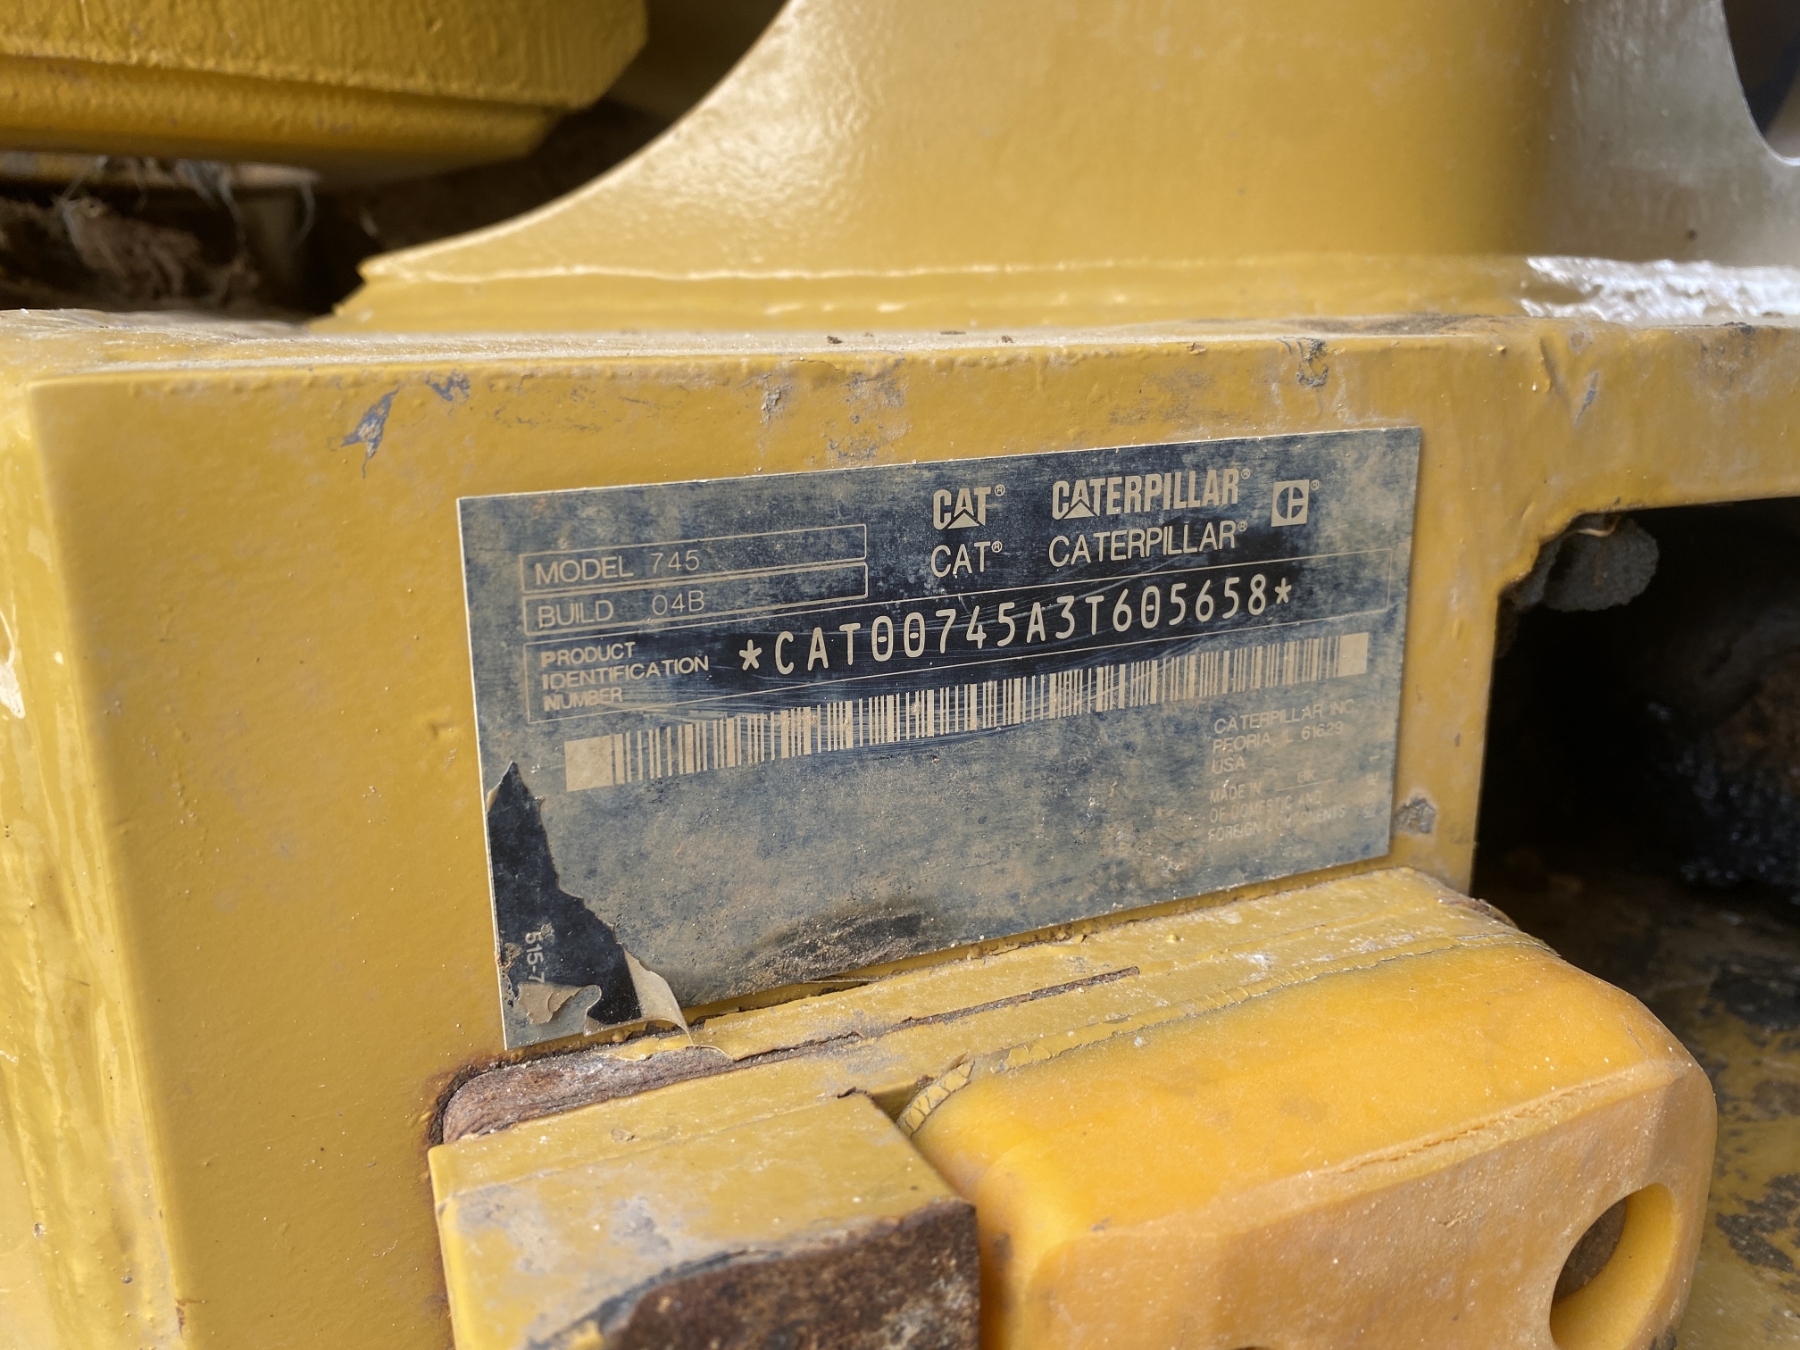 CAT® CATERPILLAR® C®
CAT® CATERPILLAR®
MODEL 745
BUILD 04B
PRODUCT
IDENTIFICATION
NUMBER
*CAT00745A3T605658*
CATERPILLAR INC.
PEORIA, IL 61629
USA
MADE IN UK
OF DOMESTIC AND
FOREIGN COMPONENTS
515-7